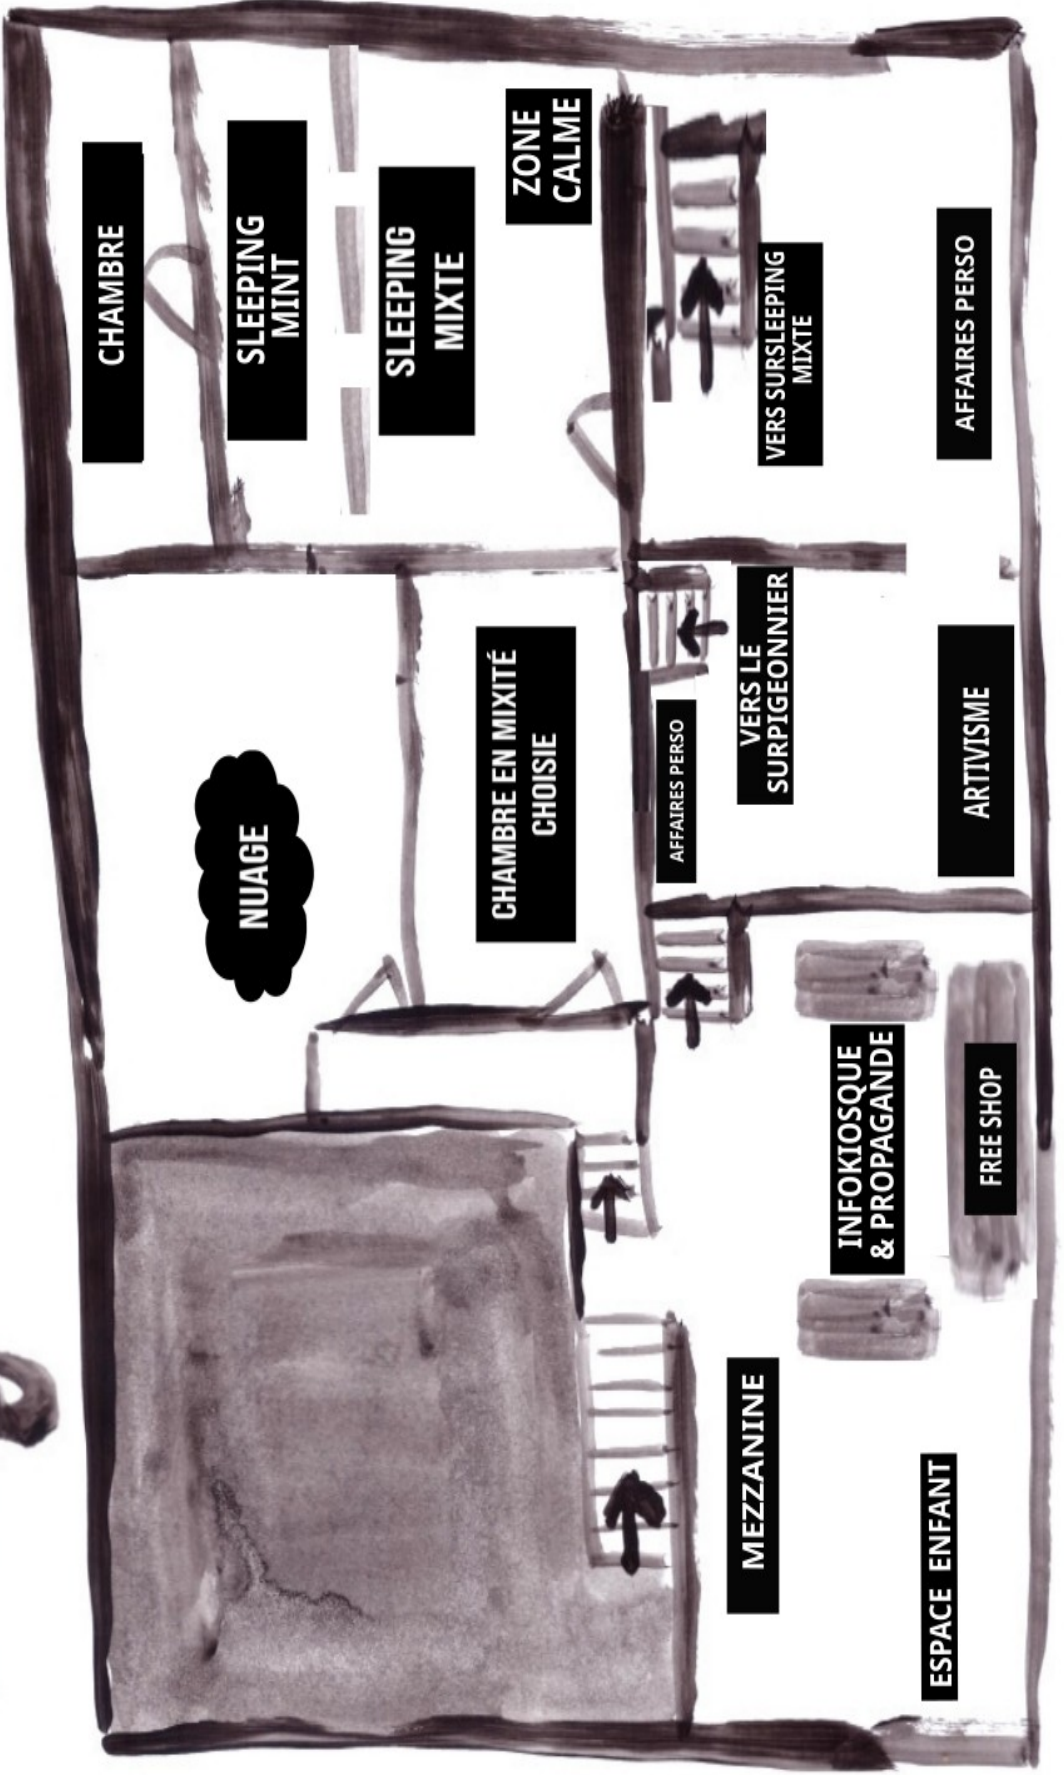 CHAMBRE
SLEEPING
MINT
SLEEPING
MIXTE
ZONE
CALME
VERS SURSLEEPING
MIXTE
AFFAIRES PERSO
NUAGE
CHAMBRE EN MIXITÉ
CHOISIE
AFFAIRES PERSO
VERS LE
SURPIGEONNIER
ARTIVISME
INFOKIOSQUE
& PROPAGANDE
FREE SHOP
MEZZANINE
ESPACE ENFANT